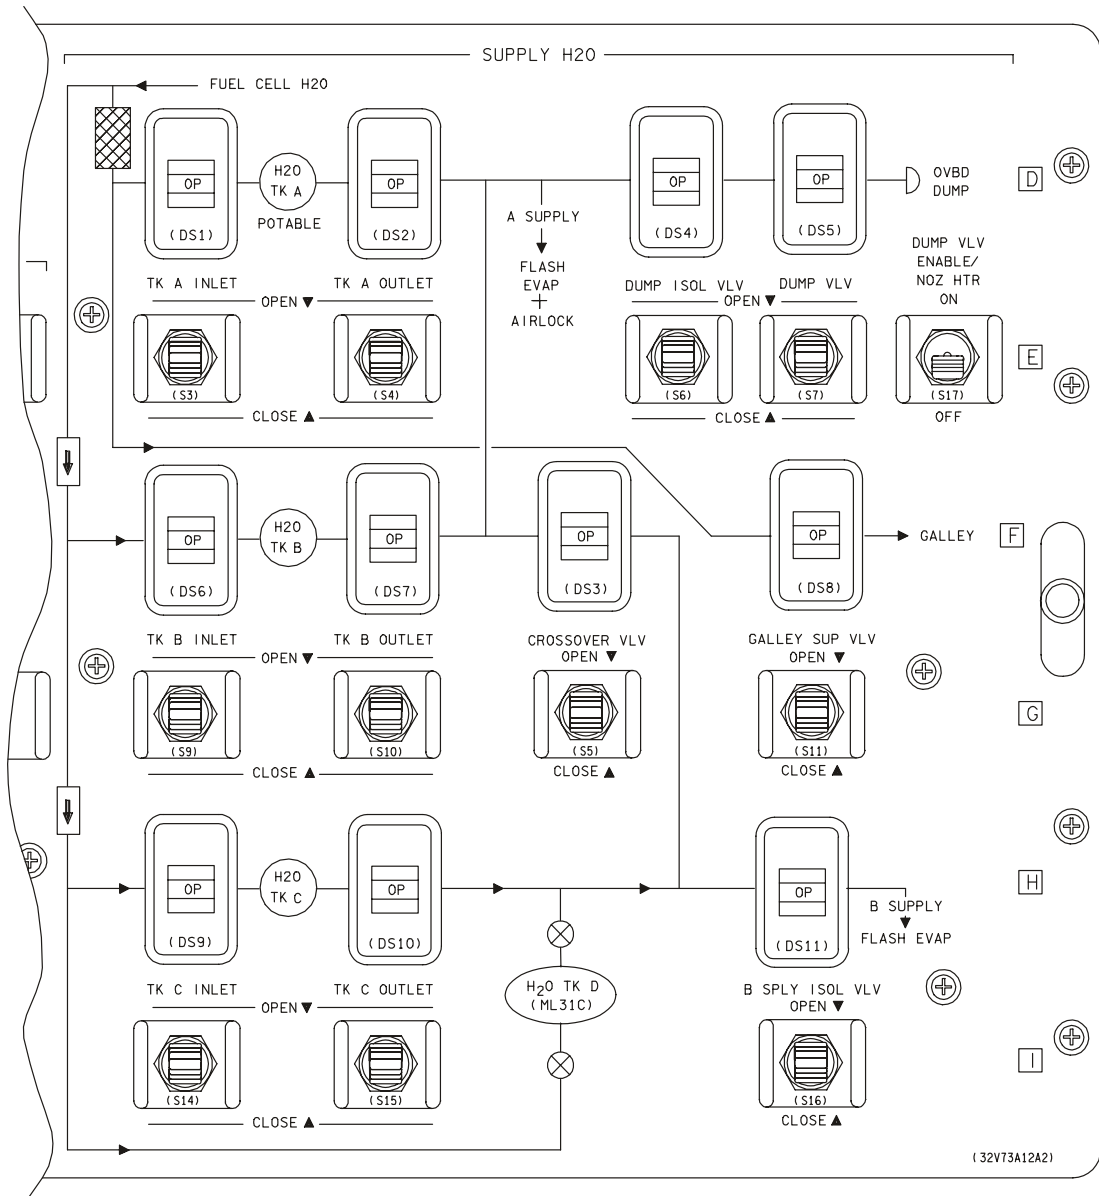 SUPPLY H2O
FUEL CELL H2O
OP
H2O
TK A
OP
OP
OP
OVBD
DUMP
D
(DS1)
POTABLE
(DS2)
A SUPPLY
(DS4)
(DS5)
FLASH
EVAP
+
AIRLOCK
DUMP VLV
ENABLE/
NOZ HTR
ON
TK A INLET
TK A OUTLET
DUMP ISOL VLV
DUMP VLV
OPEN ▼
OPEN ▼
E
(S3)
(S4)
(S6)
(S7)
(S17)
CLOSE ▲
CLOSE ▲
OFF
OP
H2O
TK B
OP
OP
OP
GALLEY
F
(DS6)
(DS7)
(DS3)
(DS8)
TK B INLET
TK B OUTLET
CROSSOVER VLV
GALLEY SUP VLV
OPEN ▼
OPEN ▼
OPEN ▼
G
(S9)
(S10)
(S5)
(S11)
CLOSE ▲
CLOSE ▲
CLOSE ▲
OP
H2O
TK C
OP
OP
H
(DS9)
(DS10)
(DS11)
B SUPPLY
FLASH EVAP
TK C INLET
TK C OUTLET
H2O TK D
(ML31C)
B SPLY ISOL VLV
OPEN ▼
OPEN ▼
I
(S14)
(S15)
(S16)
CLOSE ▲
CLOSE ▲
(32V73A12A2)